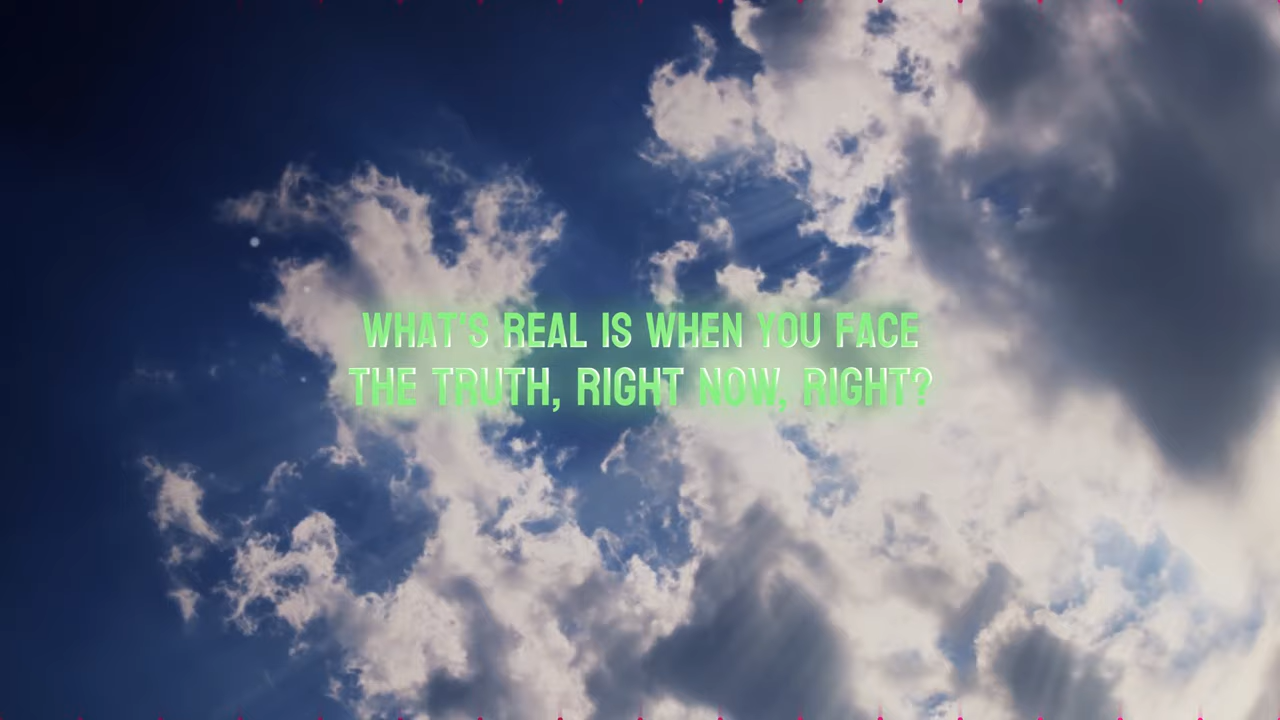 WHAT'S REAL IS WHEN YOU FACE
THE TRUTH, RIGHT NOW, RIGHT?